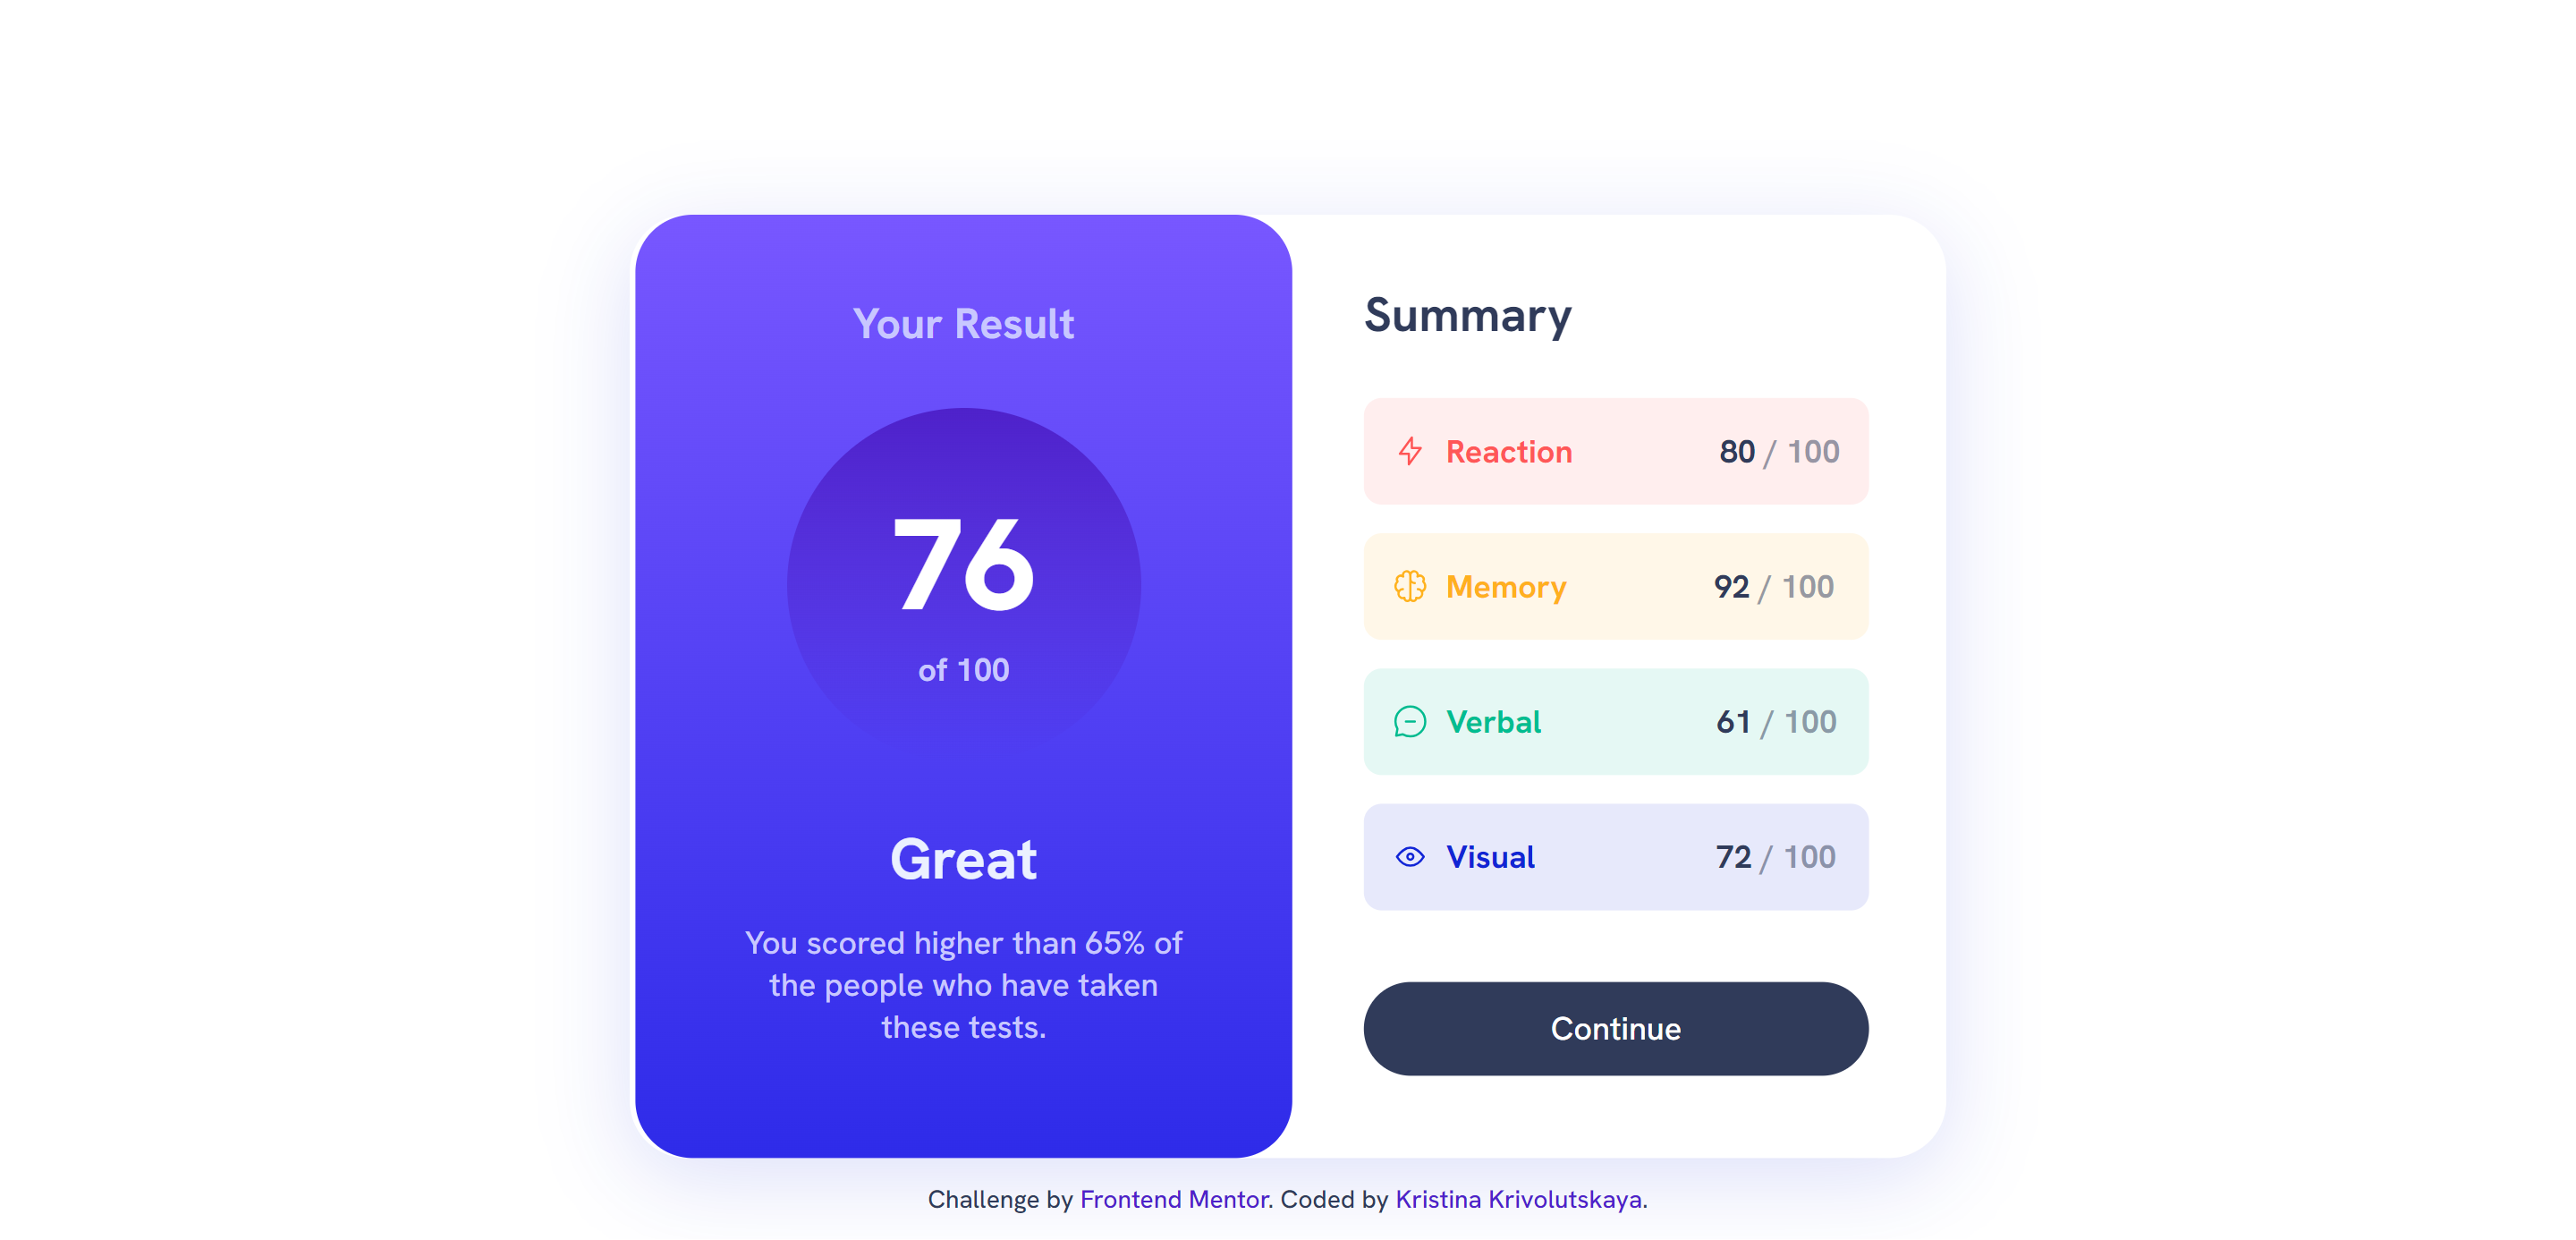 Your Result
76
of 100
Great
You scored higher than 65% of
the people who have taken
these tests.
Summary
Reaction 80 / 100
Memory 92 / 100
Verbal 61 / 100
Visual 72 / 100
Continue
Challenge by Frontend Mentor. Coded by Kristina Krivolutskaya.